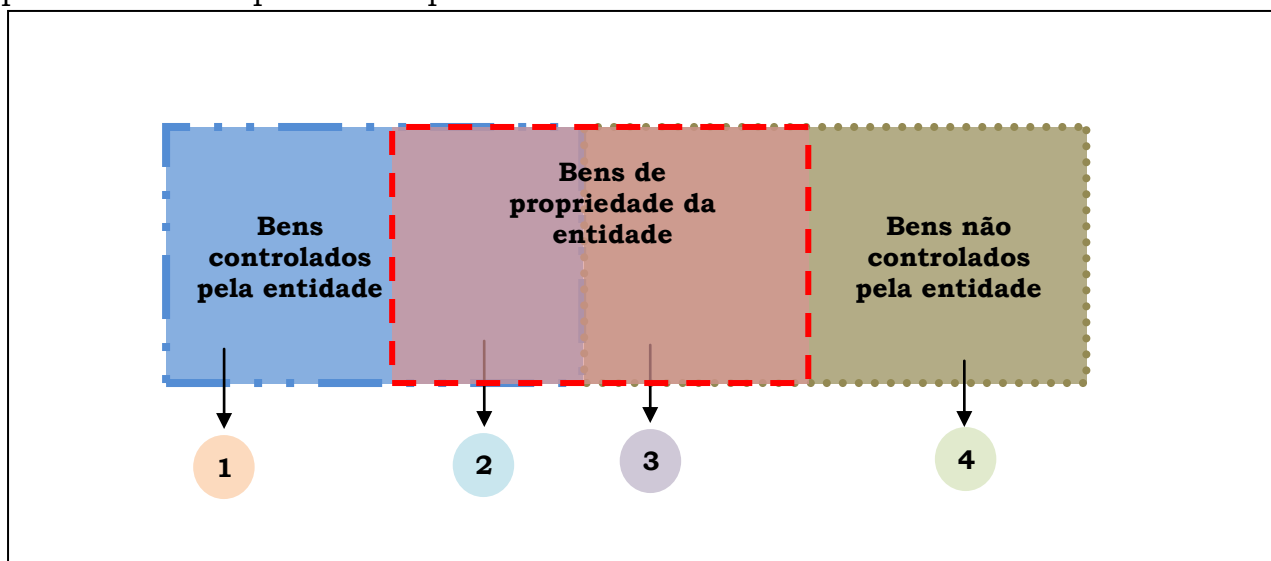 Bens
controlados
pela entidade
Bens de
propriedade da
entidade
Bens não
controlados
pela entidade
1
2
3
4